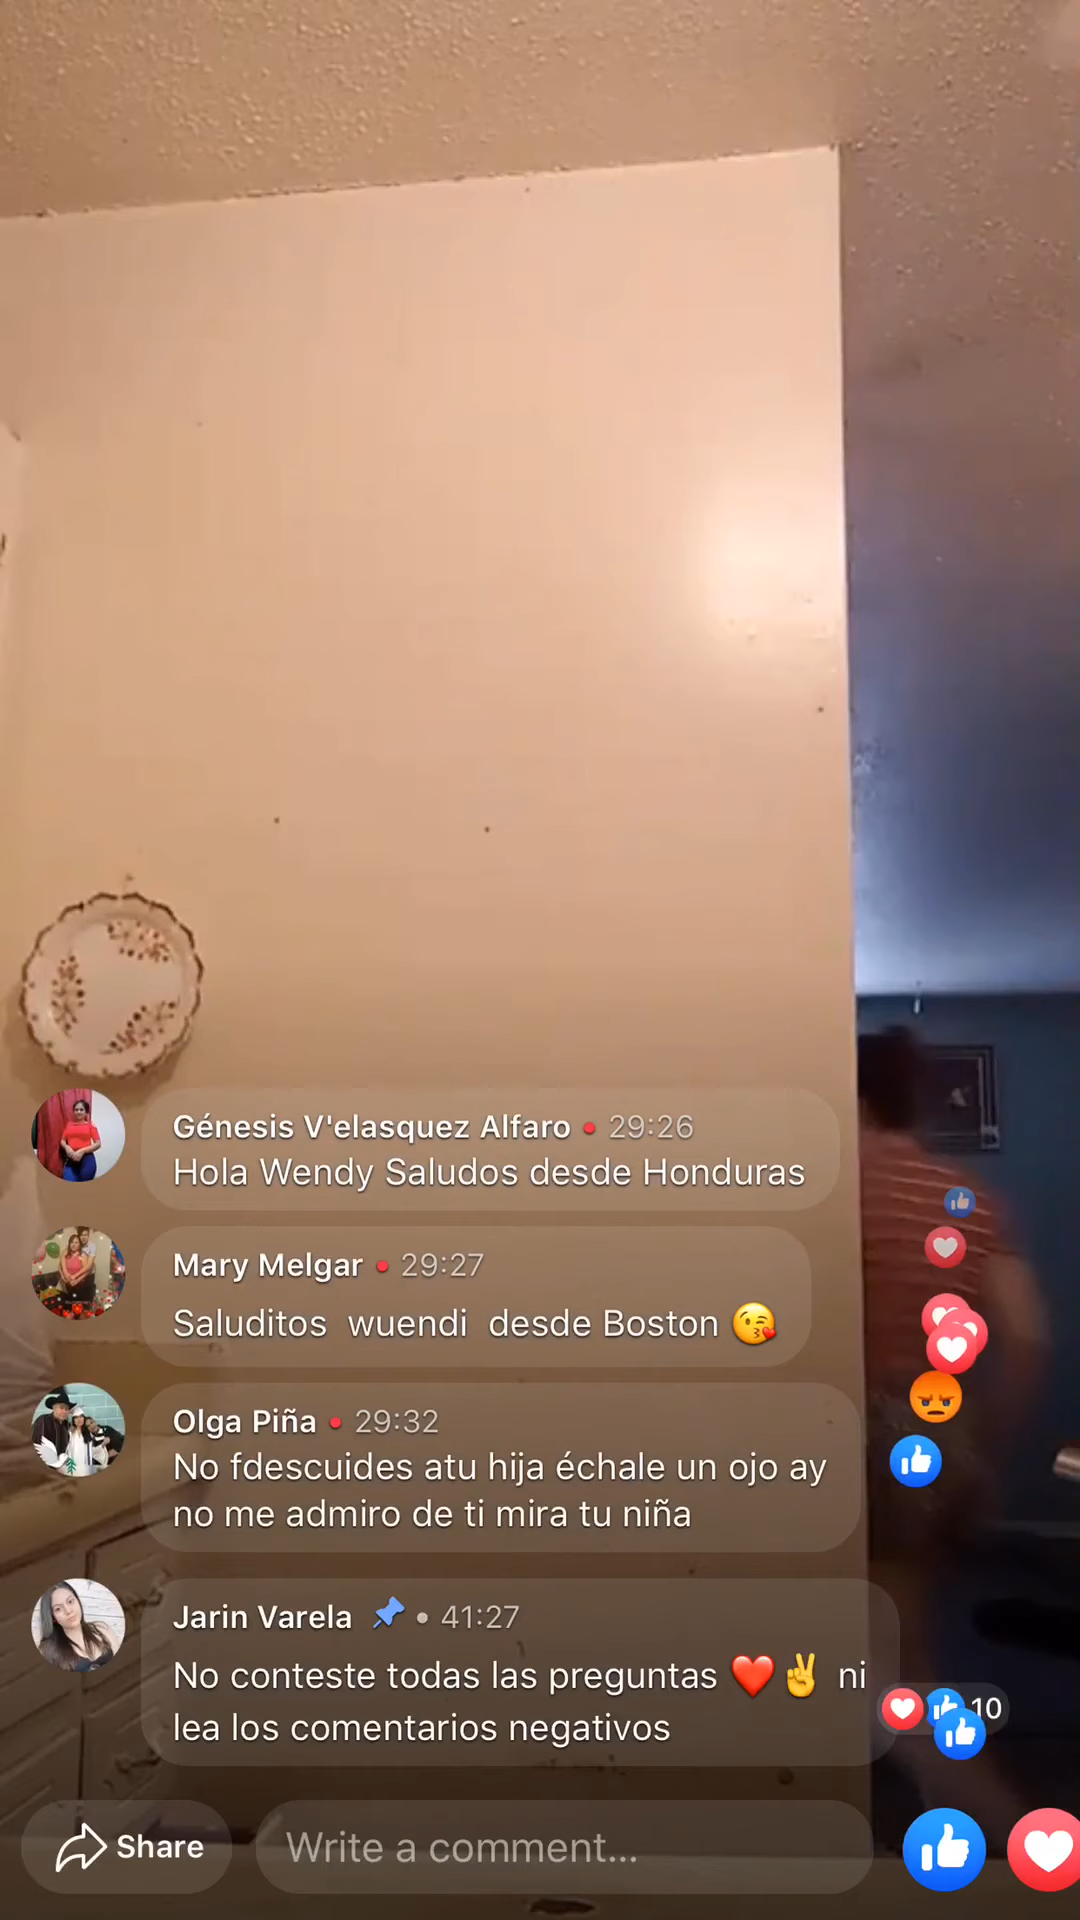 Génesis V'elasquez Alfaro • 29:26
Hola Wendy Saludos desde Honduras
Mary Melgar • 29:27
Saluditos wuendi desde Boston 😘
Olga Piña • 29:32
No fdescuides atu hija échale un ojo ay
no me admiro de ti mira tu niña
Jarin Varela 📌 • 41:27
No conteste todas las preguntas ❤️✌️ ni
lea los comentarios negativos
10
Share
Write a comment...